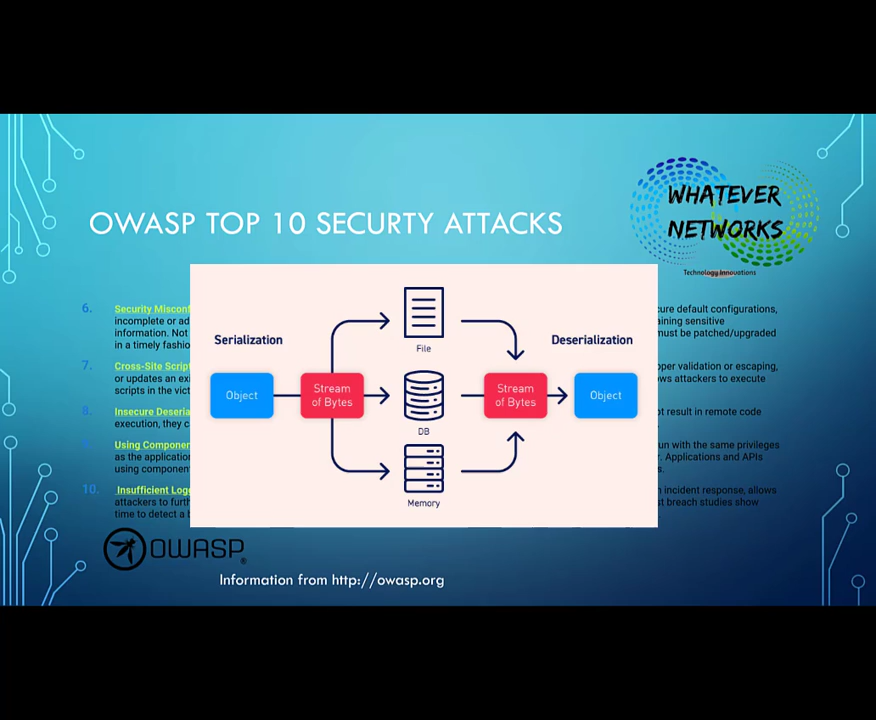 WHATEVER
NETWORKS
Technology Innovations
OWASP TOP 10 SECURTY ATTACKS
6. Security Misconf
incomplete or ad
information. Not
in a timely fashio
7. Cross-Site Script
or updates an exi
scripts in the vict
8. Insecure Deseria
execution, they c
Using Componen
as the applicatio
using componen
10. Insufficient Logg
attackers to furth
time to detect a b
Serialization
Object
Stream
of Bytes
File
DB
Memory
Deserialization
Stream
of Bytes
Object
cure default configurations,
aining sensitive
must be patched/upgraded
oper validation or escaping,
ows attackers to execute
ot result in remote code
un with the same privileges
r. Applications and APIs
s.
n incident response, allows
st breach studies show
OWASP®
Information from http://owasp.org